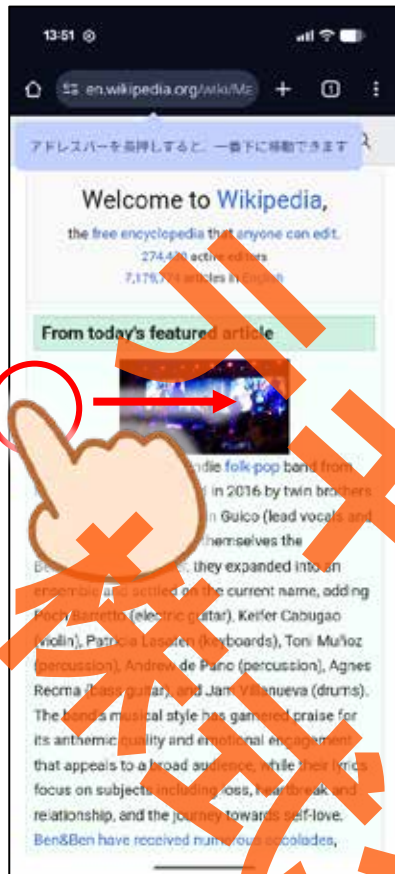 13:51
en.wikipedia.org/wiki/Ma
アドレスバーを長押しすると、一番下に移動できます
Welcome to Wikipedia,
the free encyclopedia that anyone can edit.
active editors
articles in English
From today's featured article
indie folk-pop band from
in 2016 by twin brothers
Guico (lead vocals and
themselves the
they expanded into an
ensemble and settled on the current name, adding
Poch Barretto (electric guitar), Keifer Cabugao
(violin), Patricia Lasaten (keyboards), Toni Muñoz
(percussion), Andrew de Pano (percussion), Agnes
Reoma (bass guitar), and Jam Villanueva (drums).
The band's musical style has garnered praise for
its anthemic quality and emotional engagement
that appeals to a broad audience, while their lyrics
focus on subjects including loss, heartbreak and
relationship, and the journey towards self-love.
Ben&Ben have received numerous accolades,